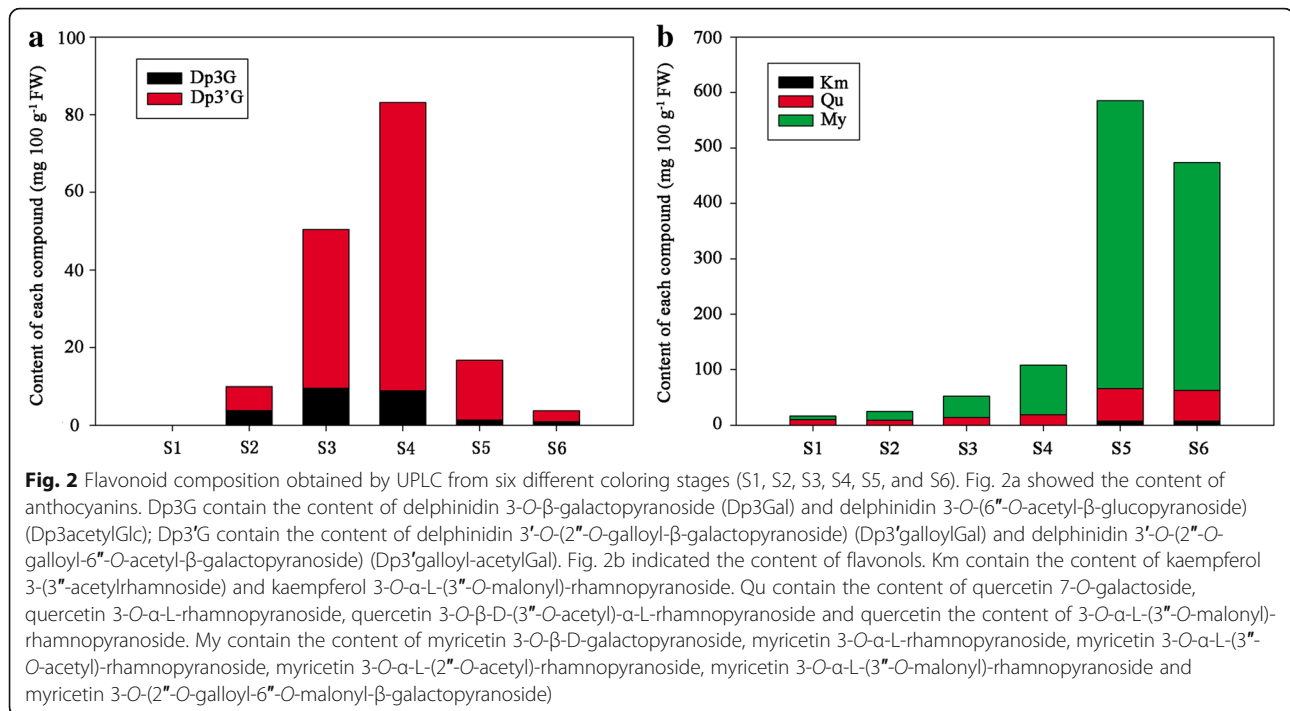 a
b
Content of each compound (mg 100 g-1 FW)
100
80
60
40
20
0
Dp3G
Dp3’G
S1 S2 S3 S4 S5 S6
Content of each compound (mg 100 g-1 FW)
700
600
500
400
300
200
100
0
Km
Qu
My
S1 S2 S3 S4 S5 S6
Fig. 2 Flavonoid composition obtained by UPLC from six different coloring stages (S1, S2, S3, S4, S5, and S6). Fig. 2a showed the content of
anthocyanins. Dp3G contain the content of delphinidin 3-O-β-galactopyranoside (Dp3Gal) and delphinidin 3-O-(6″-O-acetyl-β-glucopyranoside)
(Dp3acetylGlc); Dp3′G contain the content of delphinidin 3′-O-(2″-O-galloyl-β-galactopyranoside) (Dp3′galloylGal) and delphinidin 3′-O-(2″-O-
galloyl-6″-O-acetyl-β-galactopyranoside) (Dp3′galloyl-acetylGal). Fig. 2b indicated the content of flavonols. Km contain the content of kaempferol
3-(3″-acetylrhamnoside) and kaempferol 3-O-α-L-(3″-O-malonyl)-rhamnopyranoside. Qu contain the content of quercetin 7-O-galactoside,
quercetin 3-O-α-L-rhamnopyranoside, quercetin 3-O-β-D-(3″-O-acetyl)-α-L-rhamnopyranoside and quercetin the content of 3-O-α-L-(3″-O-malonyl)-
rhamnopyranoside. My contain the content of myricetin 3-O-β-D-galactopyranoside, myricetin 3-O-α-L-rhamnopyranoside, myricetin 3-O-α-L-(3″-
O-acetyl)-rhamnopyranoside, myricetin 3-O-α-L-(2″-O-acetyl)-rhamnopyranoside, myricetin 3-O-α-L-(3″-O-malonyl)-rhamnopyranoside and
myricetin 3-O-(2″-O-galloyl-6″-O-malonyl-β-galactopyranoside)